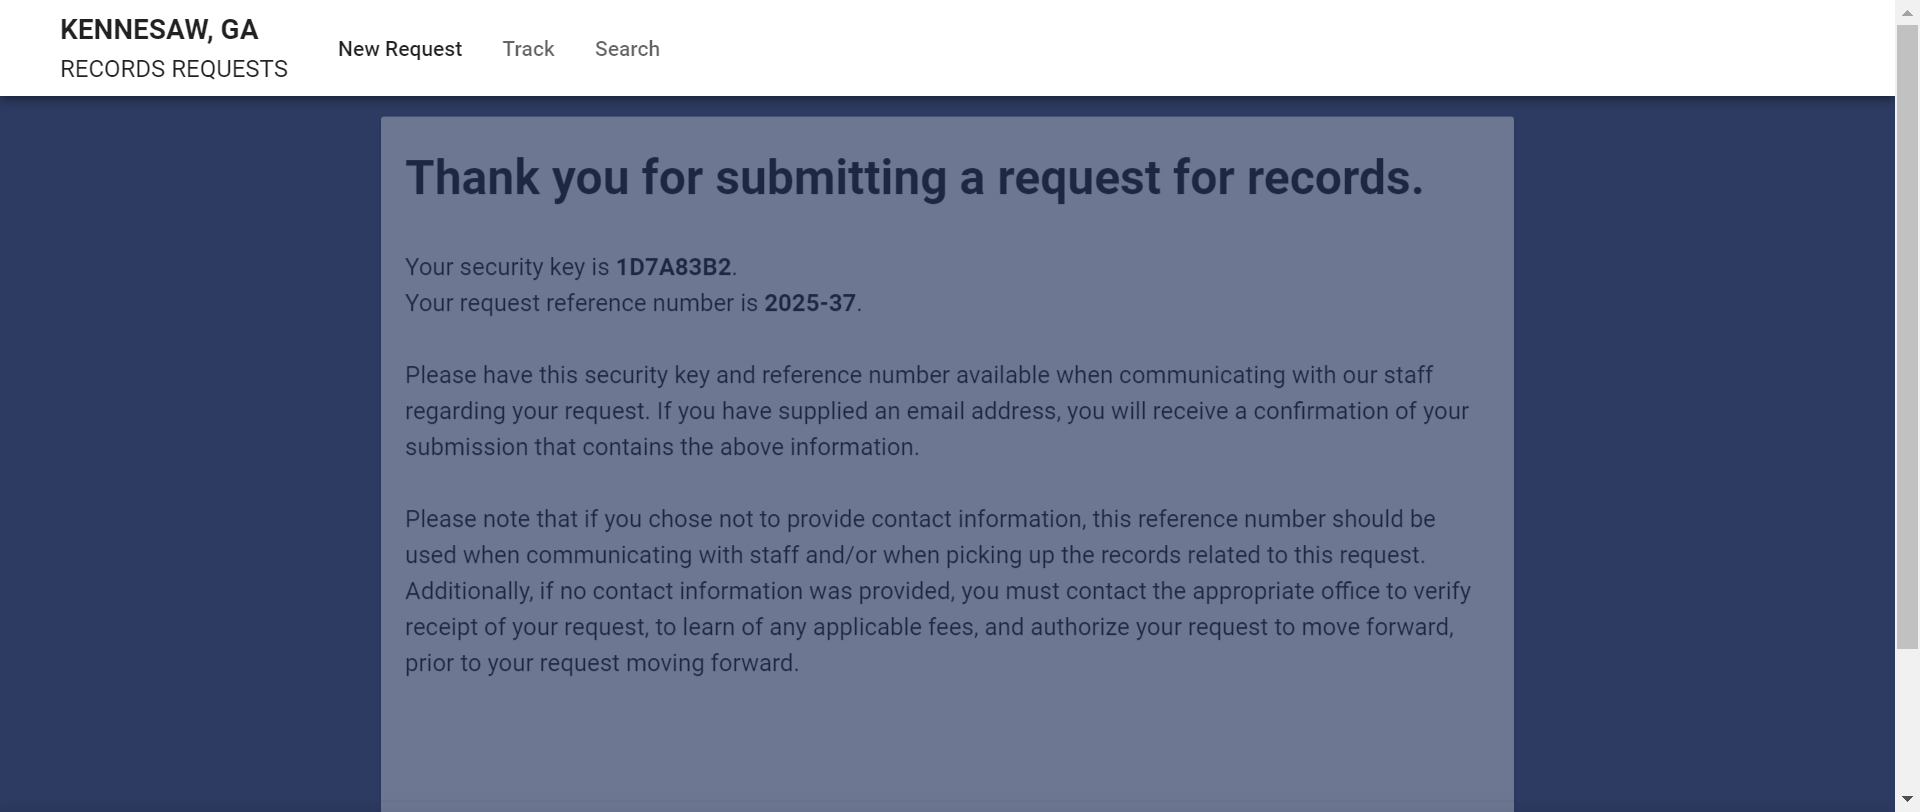 KENNESAW, GA
RECORDS REQUESTS
New Request
Track
Search
Thank you for submitting a request for records.
Your security key is 1D7A83B2.
Your request reference number is 2025-37.
Please have this security key and reference number available when communicating with our staff
regarding your request. If you have supplied an email address, you will receive a confirmation of your
submission that contains the above information.
Please note that if you chose not to provide contact information, this reference number should be
used when communicating with staff and/or when picking up the records related to this request.
Additionally, if no contact information was provided, you must contact the appropriate office to verify
receipt of your request, to learn of any applicable fees, and authorize your request to move forward,
prior to your request moving forward.